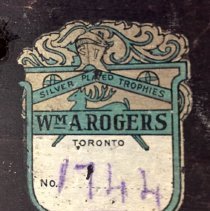 SILVER PLATED TROPHIES
WM A. ROGERS
TORONTO
NO. 1744